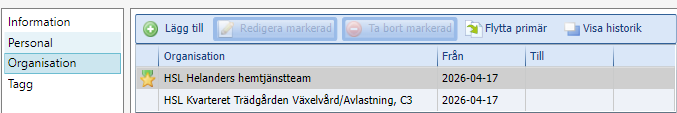 Information
Personal
Organisation
Tagg
Lägg till Redigera markerad Ta bort markerad Flytta primär Visa historik
Organisation Från Till
HSL Helanders hemtjänstteam 2026-04-17
HSL Kvarteret Trädgården Växelvård/Avlastning, C3 2026-04-17